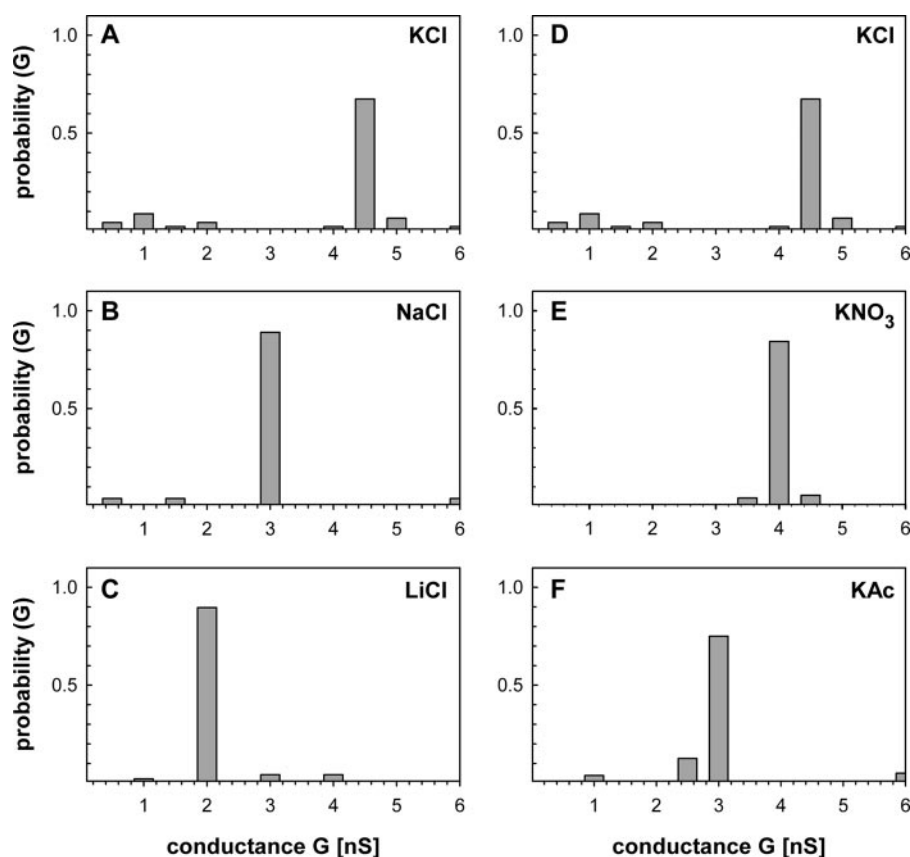 A KCl
1.0
0.5
probability (G)
1 2 3 4 5 6
D KCl
1.0
0.5
1 2 3 4 5 6
B NaCl
1.0
0.5
probability (G)
1 2 3 4 5 6
E KNO₃
1.0
0.5
1 2 3 4 5 6
C LiCl
1.0
0.5
probability (G)
1 2 3 4 5 6
conductance G [nS]
F KAc
1.0
0.5
1 2 3 4 5 6
conductance G [nS]